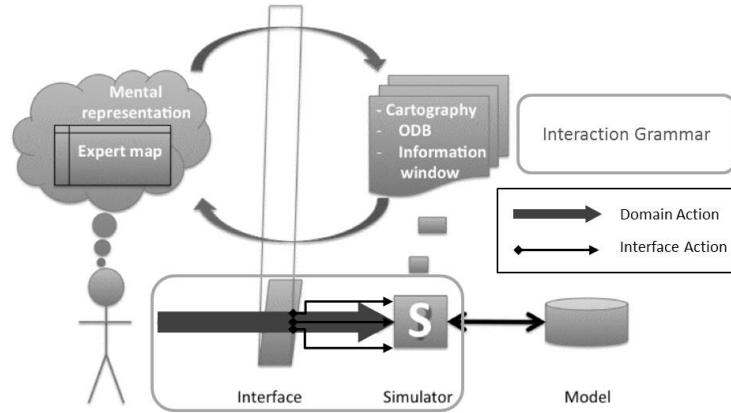 Mental
representation
Expert map
- Cartography
- ODB
- Information
window
Interaction Grammar
Domain Action
Interface Action
S
Interface
Simulator
Model